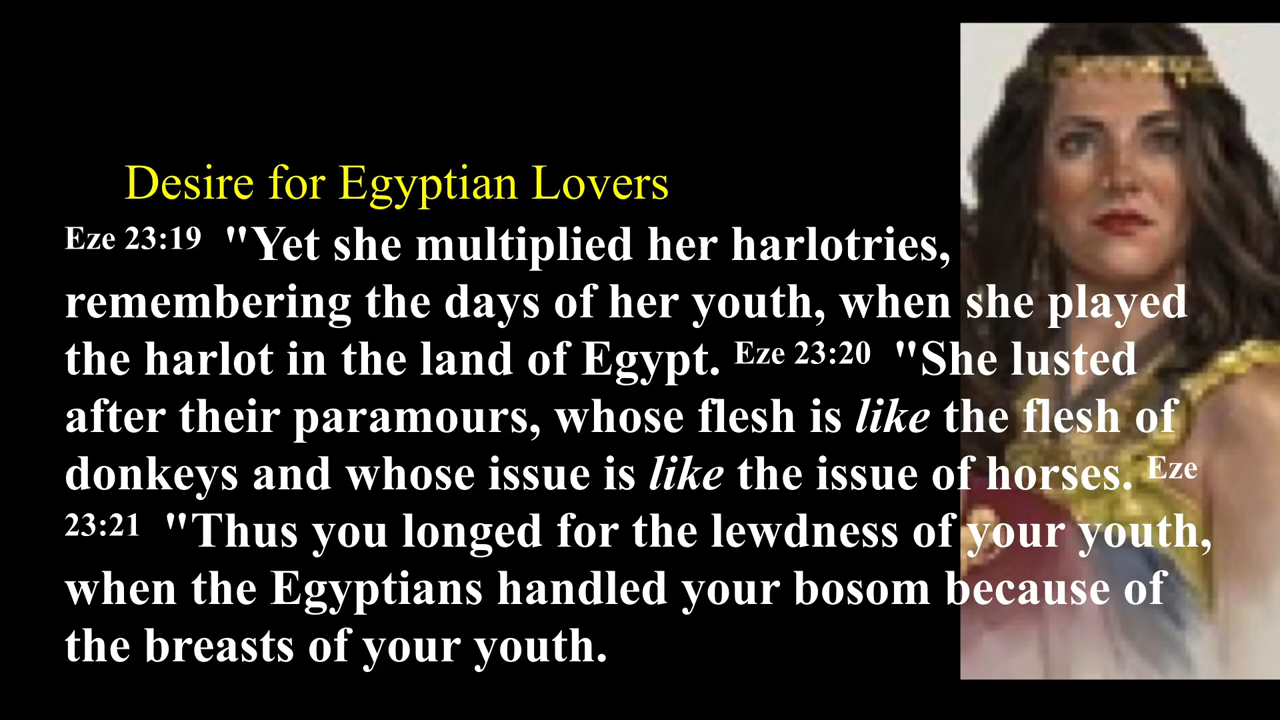 Desire for Egyptian Lovers
Eze 23:19 "Yet she multiplied her harlotries,
remembering the days of her youth, when she played
the harlot in the land of Egypt. Eze 23:20 "She lusted
after their paramours, whose flesh is like the flesh of
donkeys and whose issue is like the issue of horses. Eze
23:21 "Thus you longed for the lewdness of your youth,
when the Egyptians handled your bosom because of
the breasts of your youth.